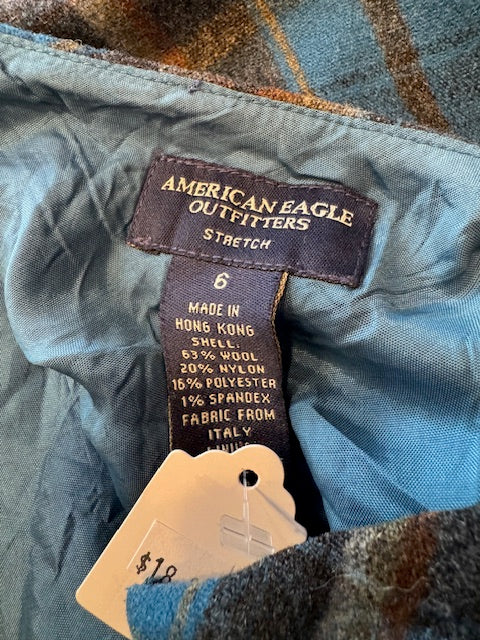 AMERICAN EAGLE
OUTFITTERS
STRETCH
6
MADE IN
HONG KONG
SHELL:
63% WOOL
20% NYLON
16% POLYESTER
1% SPANDEX
FABRIC FROM
ITALY
$18